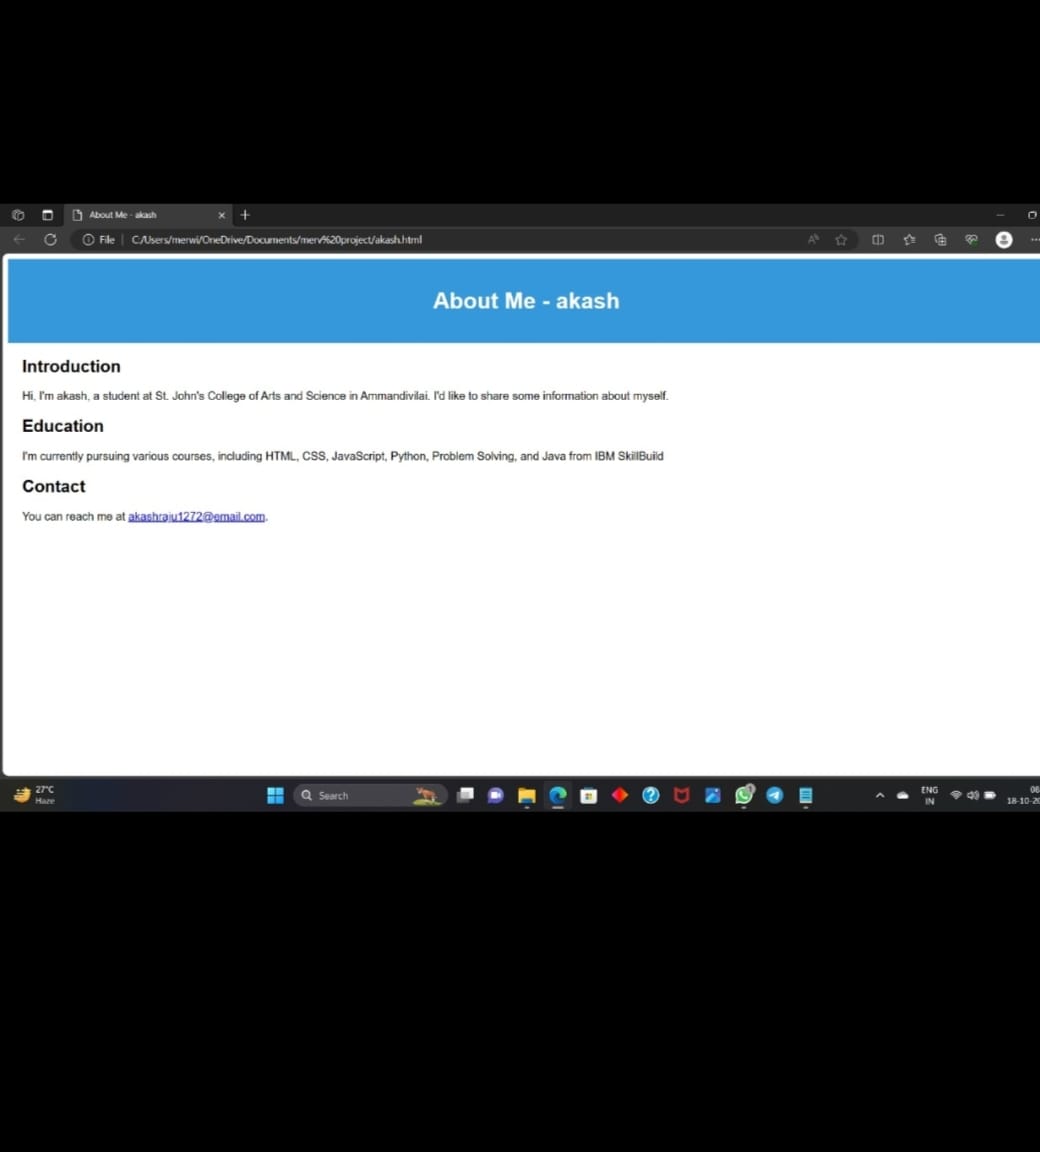 About Me - akash
File
C:/Users/merwi/OneDrive/Documents/merv%20project/akash.html
About Me - akash
Introduction
Hi, I'm akash, a student at St. John's College of Arts and Science in Ammandivilai. I'd like to share some information about myself.
Education
I'm currently pursuing various courses, including HTML, CSS, JavaScript, Python, Problem Solving, and Java from IBM SkillBuild
Contact
You can reach me at akashraju1272@gmail.com.
27°C
Haze
Search
ENG
IN
08
18-10-20